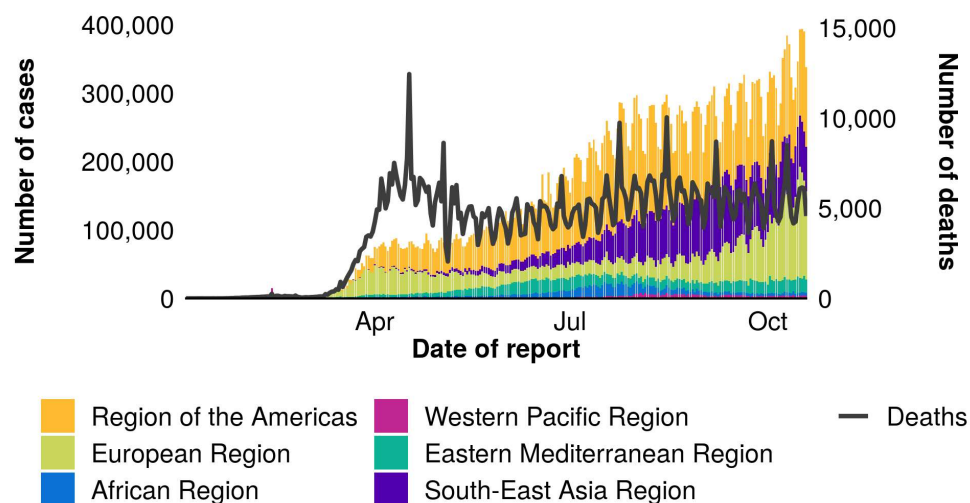 400,000
300,000
200,000
100,000
0
Number of cases
15,000
10,000
5,000
0
Number of deaths
Apr
Jul
Oct
Date of report
Region of the Americas
European Region
African Region
Western Pacific Region
Eastern Mediterranean Region
South-East Asia Region
Deaths